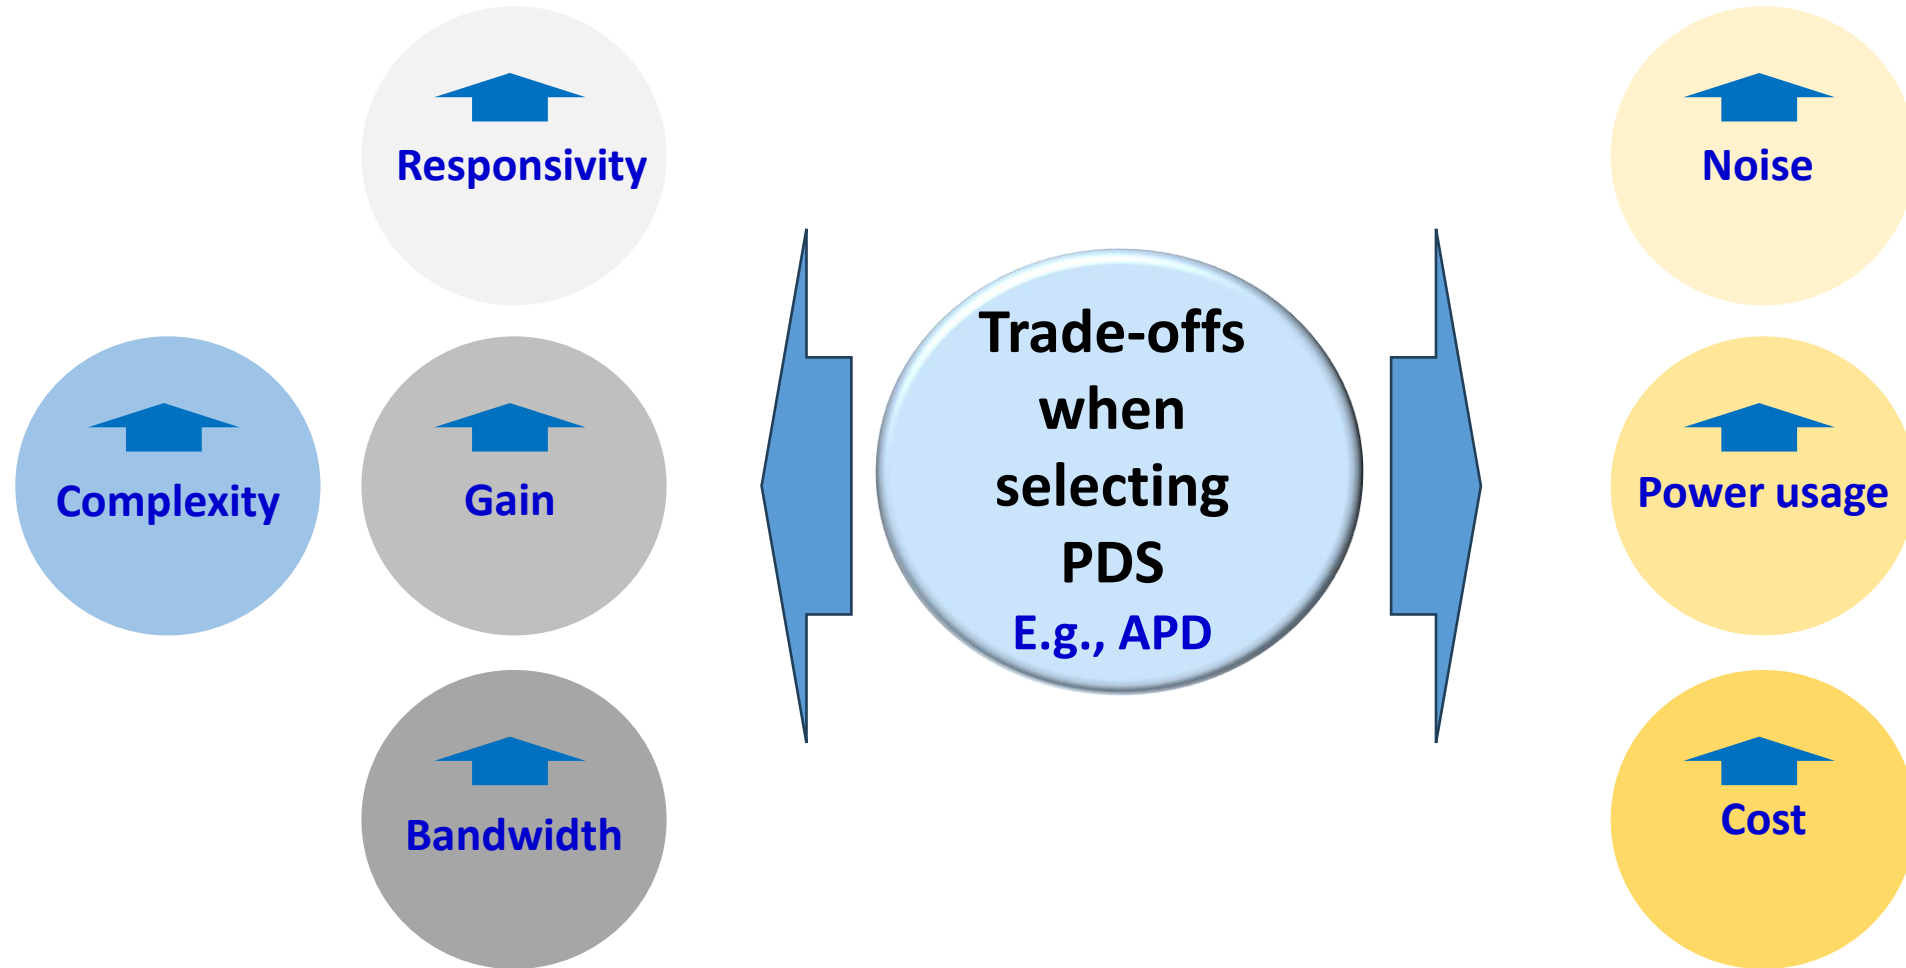 Responsivity
Complexity
Gain
Bandwidth
Trade-offs
when
selecting
PDS
E.g., APD
Noise
Power usage
Cost